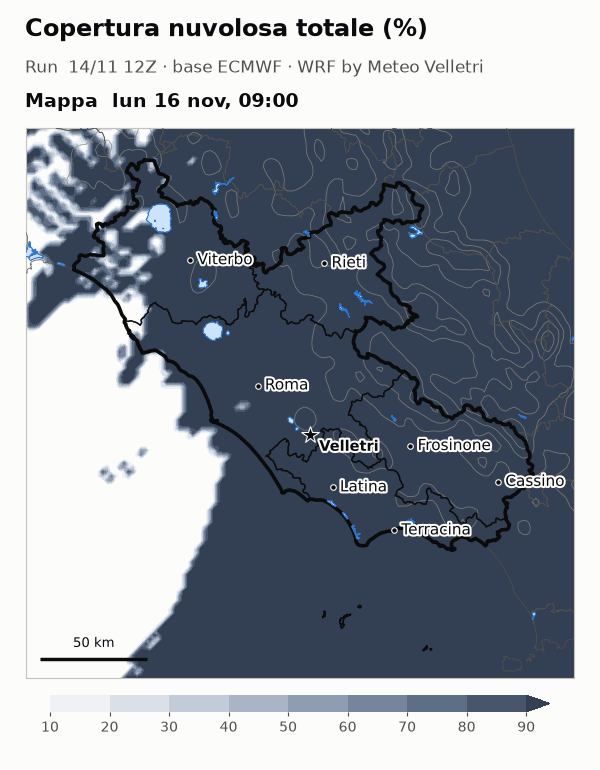 Copertura nuvolosa totale (%)
Run  14/11 12Z · base ECMWF · WRF by Meteo Velletri
Mappa  lun 16 nov, 09:00
Viterbo
Rieti
Roma
Velletri
Frosinone
Cassino
Latina
Terracina
50 km
10 20 30 40 50 60 70 80 90